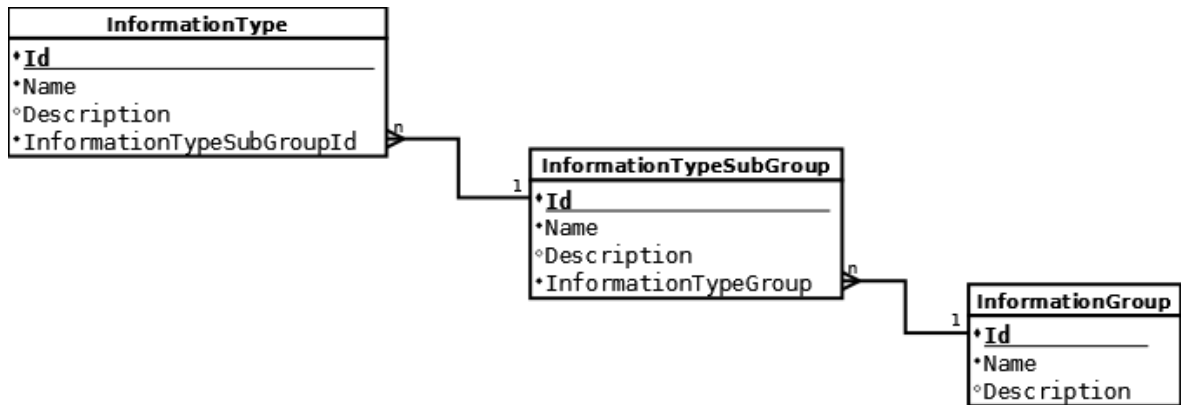 InformationType
Id
Name
Description
InformationTypeSubGroupId
n
1
InformationTypeSubGroup
Id
Name
Description
InformationTypeGroup
n
1
InformationGroup
Id
Name
Description